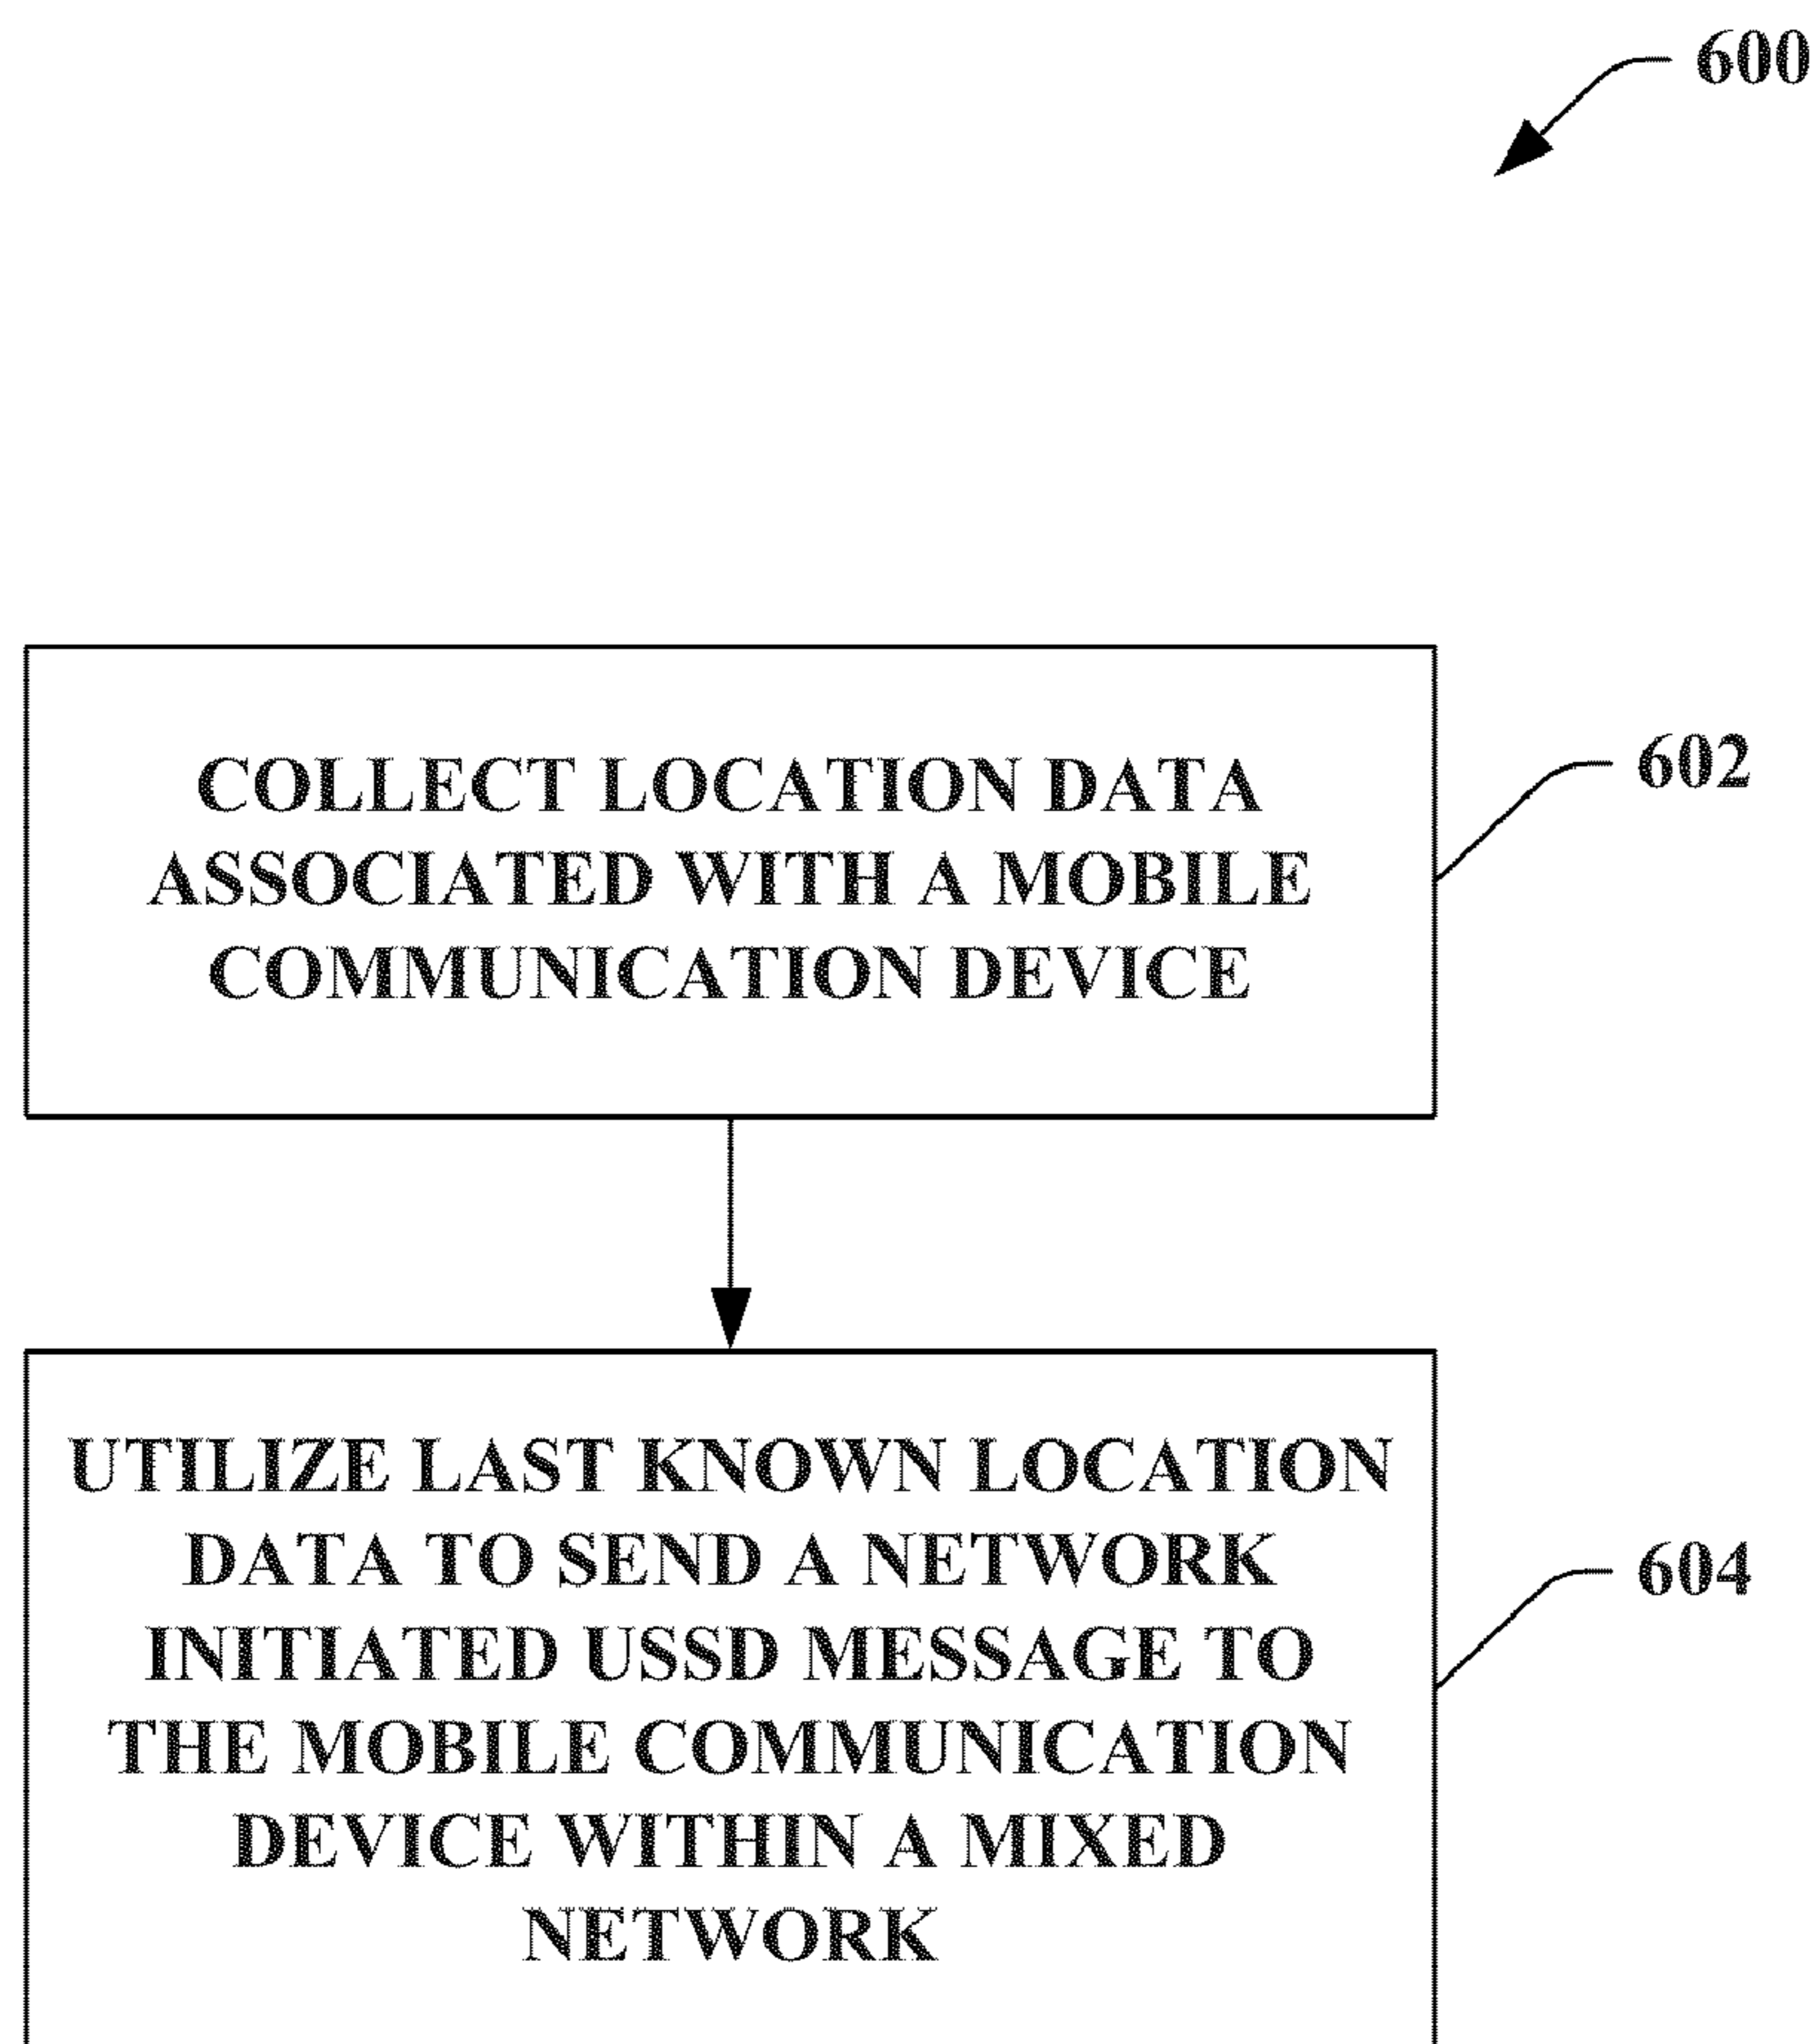 600
COLLECT LOCATION DATA
ASSOCIATED WITH A MOBILE
COMMUNICATION DEVICE
602
UTILIZE LAST KNOWN LOCATION
DATA TO SEND A NETWORK
INITIATED USSD MESSAGE TO
THE MOBILE COMMUNICATION
DEVICE WITHIN A MIXED
NETWORK
604